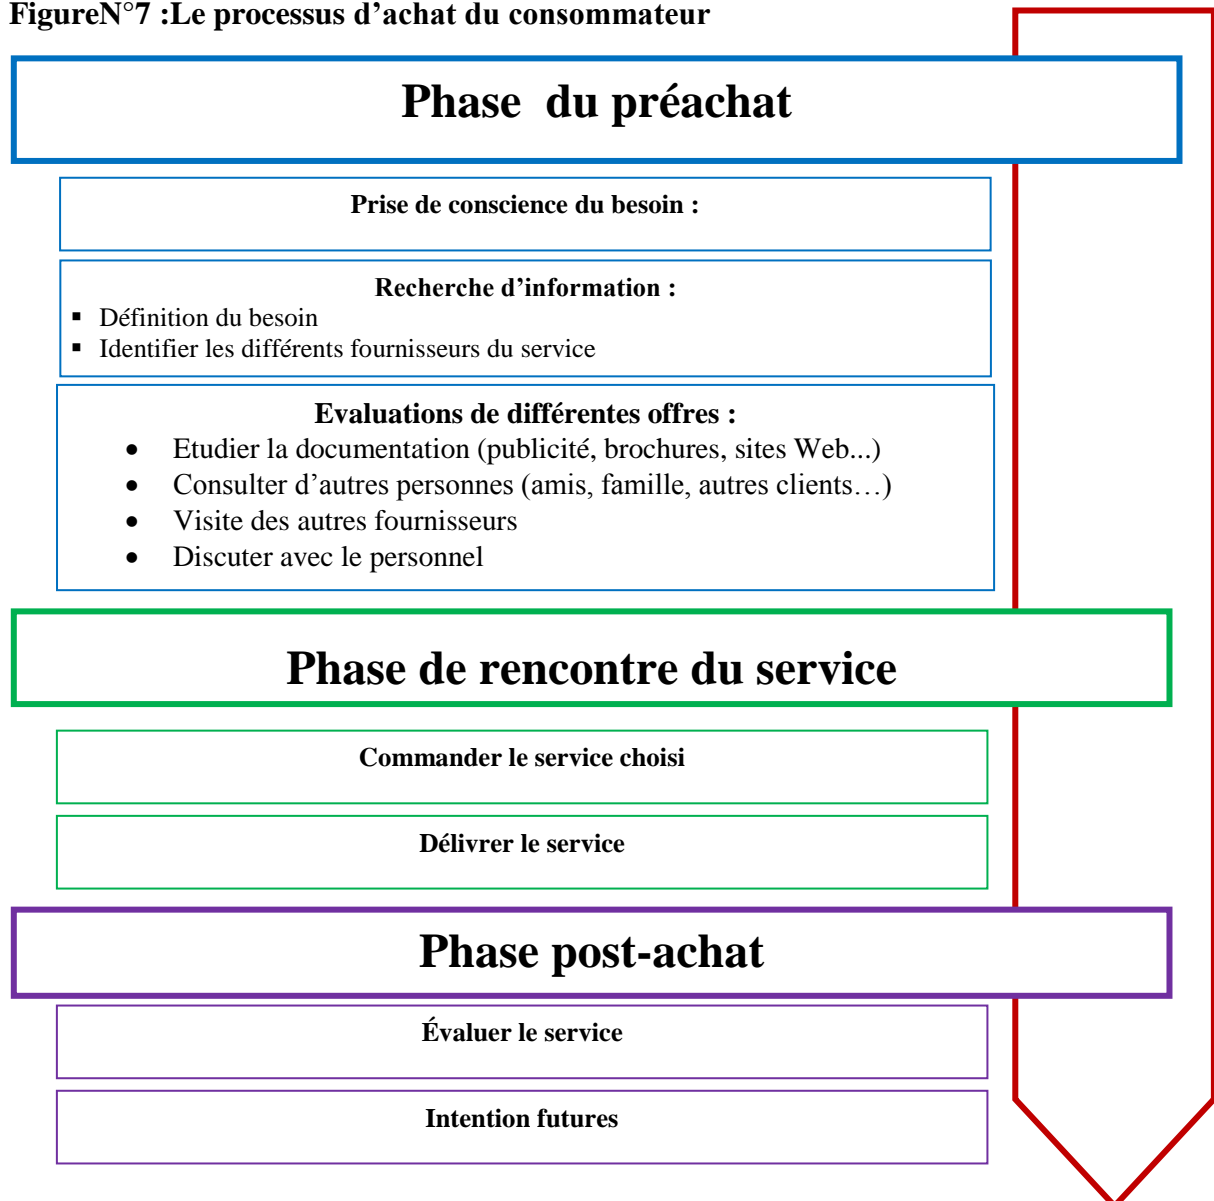 FigureN°7 :Le processus d’achat du consommateur
Phase du préachat
Prise de conscience du besoin :
Recherche d’information :
▪ Définition du besoin
▪ Identifier les différents fournisseurs du service
Evaluations de différentes offres :
• Etudier la documentation (publicité, brochures, sites Web...)
• Consulter d’autres personnes (amis, famille, autres clients…)
• Visite des autres fournisseurs
• Discuter avec le personnel
Phase de rencontre du service
Commander le service choisi
Délivrer le service
Phase post-achat
Évaluer le service
Intention futures